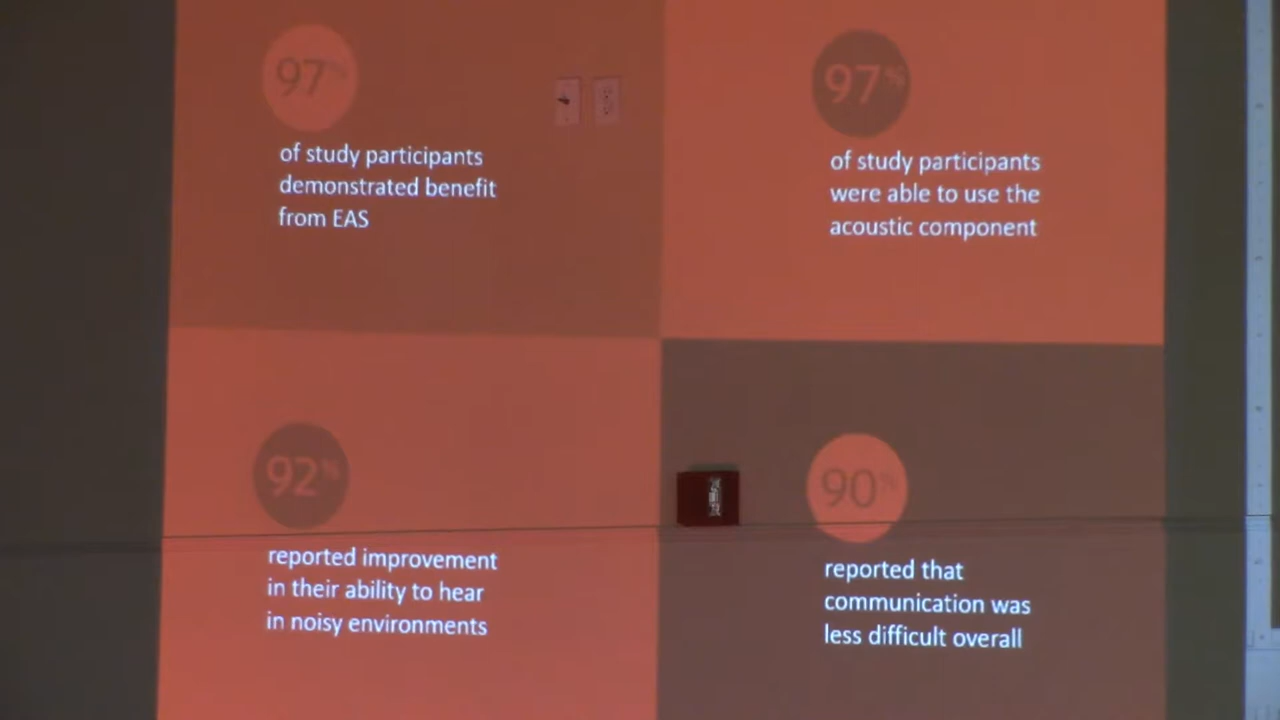 97%
of study participants
demonstrated benefit
from EAS
97%
of study participants
were able to use the
acoustic component
92%
reported improvement
in their ability to hear
in noisy environments
90%
reported that
communication was
less difficult overall